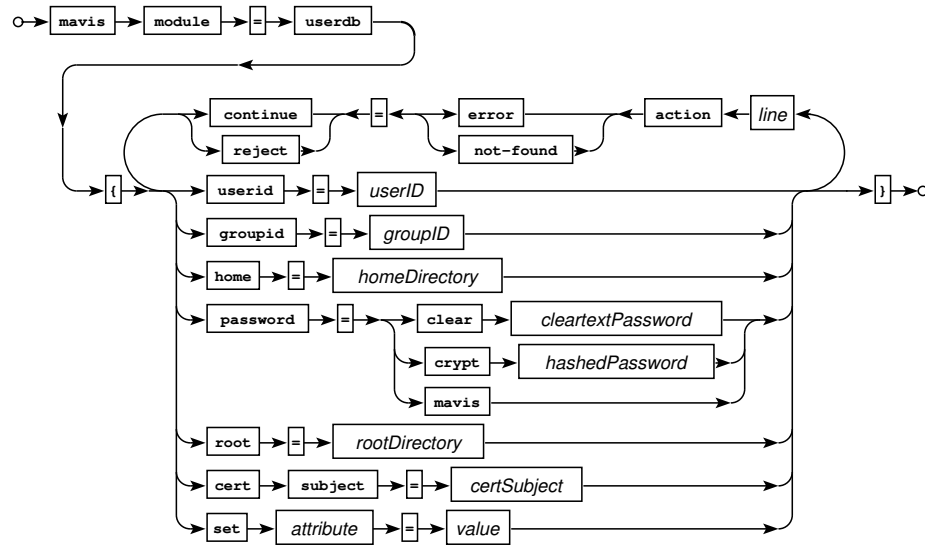 mavis module = userdb
continue = error action line
reject not-found
{ userid = userID }
groupid = groupID
home = homeDirectory
password = clear cleartextPassword
crypt hashedPassword
mavis
root = rootDirectory
cert subject = certSubject
set attribute = value